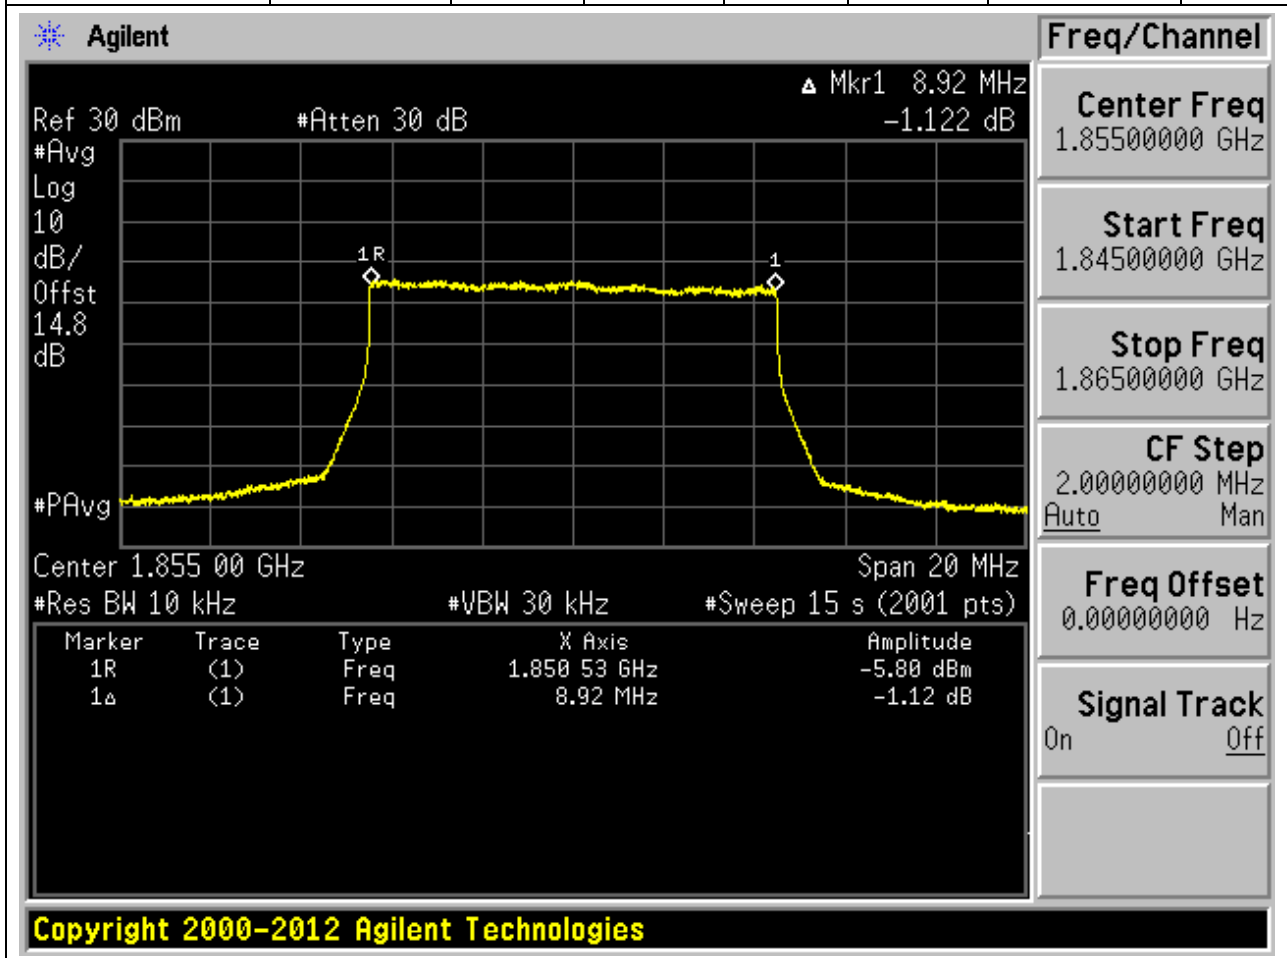 Agilent
Freq/Channel
▵ Mkr1 8.92 MHz
Ref 30 dBm #Atten 30 dB -1.122 dB
#Avg
Log
10
dB/
Offst
14.8
dB
#PAvg
1R
1
Center 1.855 00 GHz Span 20 MHz
#Res BW 10 kHz #VBW 30 kHz #Sweep 15 s (2001 pts)
Marker Trace Type X Axis Amplitude
1R (1) Freq 1.850 53 GHz -5.80 dBm
1▵ (1) Freq 8.92 MHz -1.12 dB
Center Freq
1.85500000 GHz
Start Freq
1.84500000 GHz
Stop Freq
1.86500000 GHz
CF Step
2.00000000 MHz
Auto Man
Freq Offset
0.00000000 Hz
Signal Track
On Off
Copyright 2000-2012 Agilent Technologies